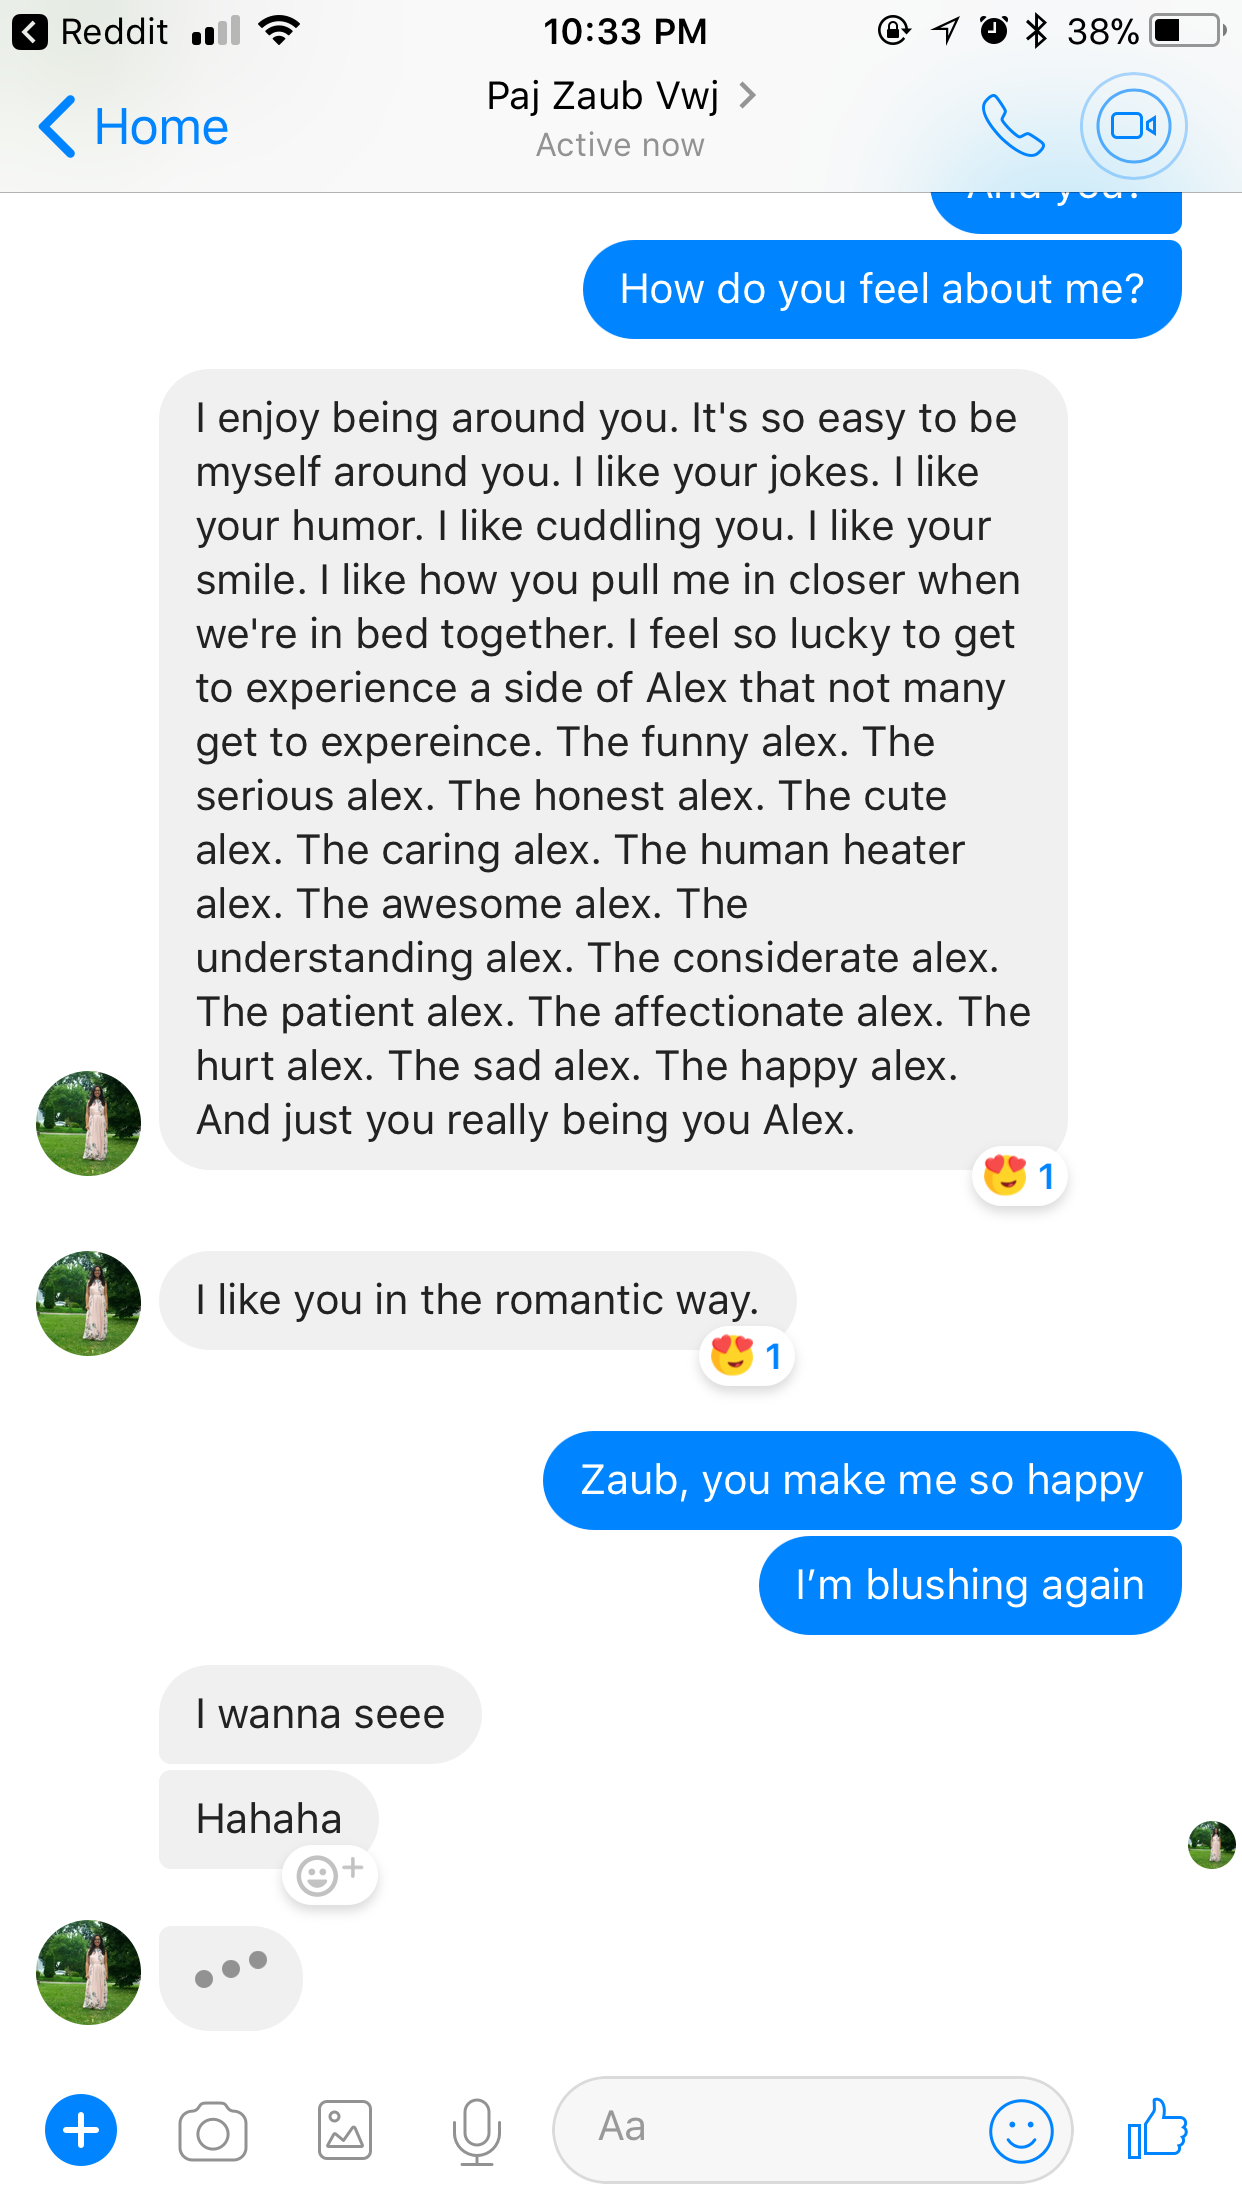 Reddit 10:33 PM 38%
Home Paj Zaub Vwj
Active now
And you?
How do you feel about me?
I enjoy being around you. It's so easy to be
myself around you. I like your jokes. I like
your humor. I like cuddling you. I like your
smile. I like how you pull me in closer when
we're in bed together. I feel so lucky to get
to experience a side of Alex that not many
get to expereince. The funny alex. The
serious alex. The honest alex. The cute
alex. The caring alex. The human heater
alex. The awesome alex. The
understanding alex. The considerate alex.
The patient alex. The affectionate alex. The
hurt alex. The sad alex. The happy alex.
And just you really being you Alex.
1
I like you in the romantic way.
1
Zaub, you make me so happy
I’m blushing again
I wanna seee
Hahaha
Aa